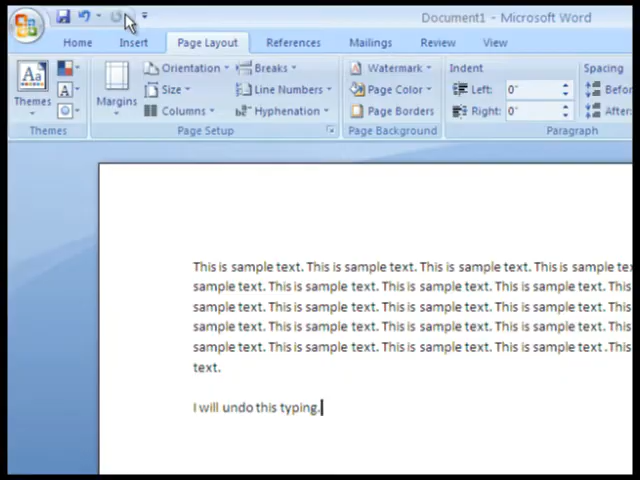 Document1 - Microsoft Word
Home Insert Page Layout References Mailings Review View
Orientation Breaks Watermark Indent Spacing
Themes Margins Size Line Numbers Page Color Left: 0"
Columns Hyphenation Page Borders Right: 0" After:
Themes Page Setup Page Background Paragraph
This is sample text. This is sample text. This is sample text. This is sample
sample text. This is sample text. This is sample text. This is sample text. This
sample text. This is sample text. This is sample text. This is sample text. This
sample text. This is sample text. This is sample text. This is sample text. This
sample text. This is sample text. This is sample text. This is sample text .This
text.
I will undo this typing.